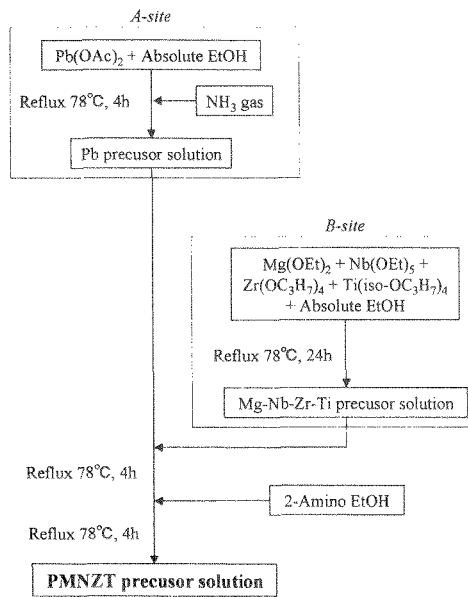 A-site
Pb(OAc)₂ + Absolute EtOH
Reflux 78℃, 4h
NH₃ gas
Pb precusor solution
B-site
Mg(OEt)₂ + Nb(OEt)₅ +
Zr(OC₃H₇)₄ + Ti(iso-OC₃H₇)₄
+ Absolute EtOH
Reflux 78℃, 24h
Mg-Nb-Zr-Ti precusor solution
Reflux 78℃, 4h
2-Amino EtOH
Reflux 78℃, 4h
PMNZT precusor solution